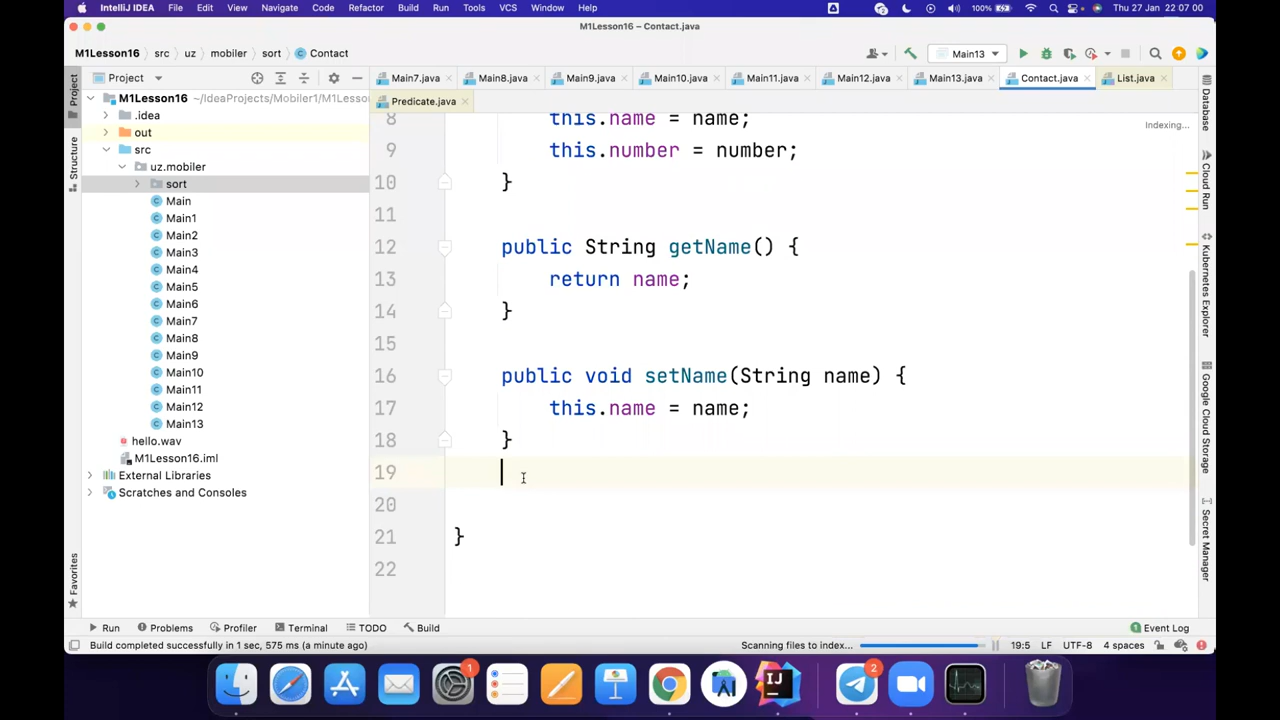 IntelliJ IDEA File Edit View Navigate Code Refactor Build Run Tools VCS Window Help 100% Thu 27 Jan 22 07:00
M1Lesson16 – Contact.java
M1Lesson16 src uz mobiler sort Contact Main13
Project Main7.java Main8.java Main9.java Main10.java Main11.java Main12.java Main13.java Contact.java List.java
Predicate.java
M1Lesson16 ~/IdeaProjects/Mobiler1/M1Lesso
.idea
out
src
uz.mobiler
sort
Main
Main1
Main2
Main3
Main4
Main5
Main6
Main7
Main8
Main9
Main10
Main11
Main12
Main13
hello.wav
M1Lesson16.iml
External Libraries
Scratches and Consoles
Project
Structure
Favorites
Indexing...
8 this.name = name;
9 this.number = number;
10 }
11
12 public String getName() {
13 return name;
14 }
15
16 public void setName(String name) {
17 this.name = name;
18 }
19
20
21 }
22
Database
Cloud Run
Kubernetes Explorer
Google Cloud Storage
Secret Manager
Run Problems Profiler Terminal TODO Build Event Log
Build completed successfully in 1 sec, 575 ms (a minute ago) Scanning files to index... 19:5 LF UTF-8 4 spaces
1
2